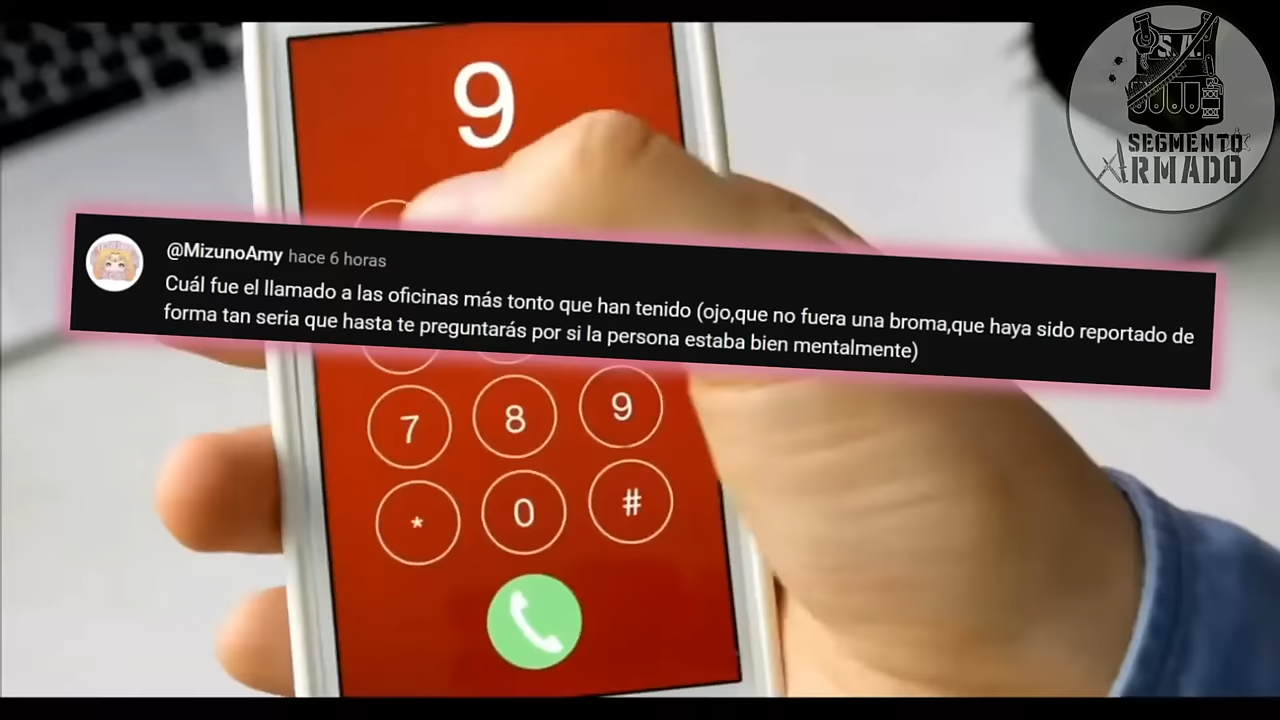 9
S.A.
SEGMENTO
ARMADO
@MizunoAmy hace 6 horas
Cuál fue el llamado a las oficinas más tonto que han tenido (ojo,que no fuera una broma,que haya sido reportado de
forma tan seria que hasta te preguntarás por si la persona estaba bien mentalmente)
7 8 9
* 0 #